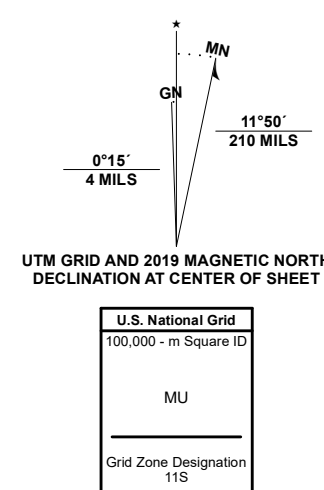 ★
MN
GN
11°50´
210 MILS
0°15´
4 MILS
UTM GRID AND 2019 MAGNETIC NORTH
DECLINATION AT CENTER OF SHEET
U.S. National Grid
100,000 - m Square ID
MU
Grid Zone Designation
11S